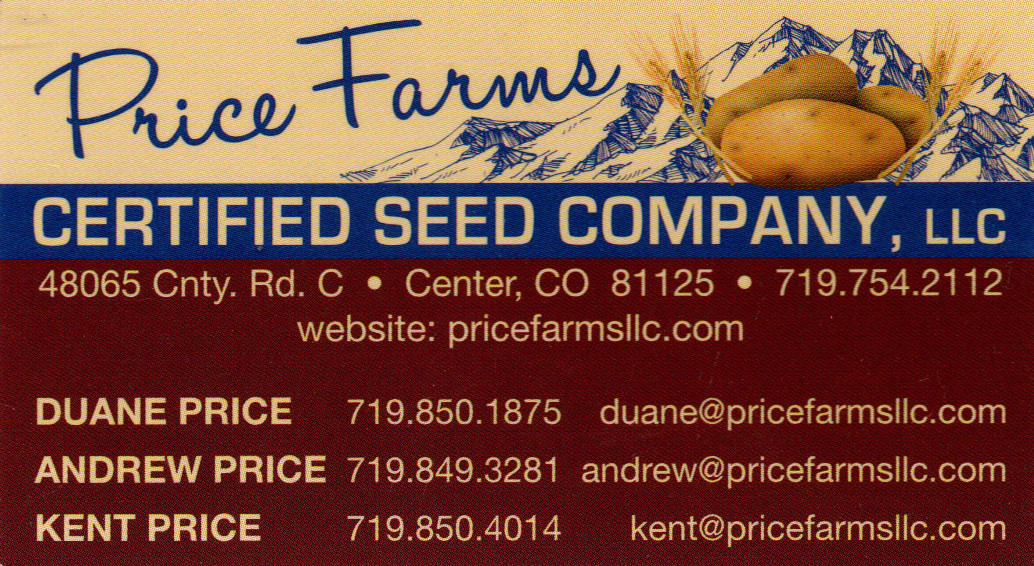 Price Farms
CERTIFIED SEED COMPANY, LLC
48065 Cnty. Rd. C • Center, CO 81125 • 719.754.2112
website: pricefarmsllc.com
DUANE PRICE 719.850.1875 duane@pricefarmsllc.com
ANDREW PRICE 719.849.3281 andrew@pricefarmsllc.com
KENT PRICE 719.850.4014 kent@pricefarmsllc.com